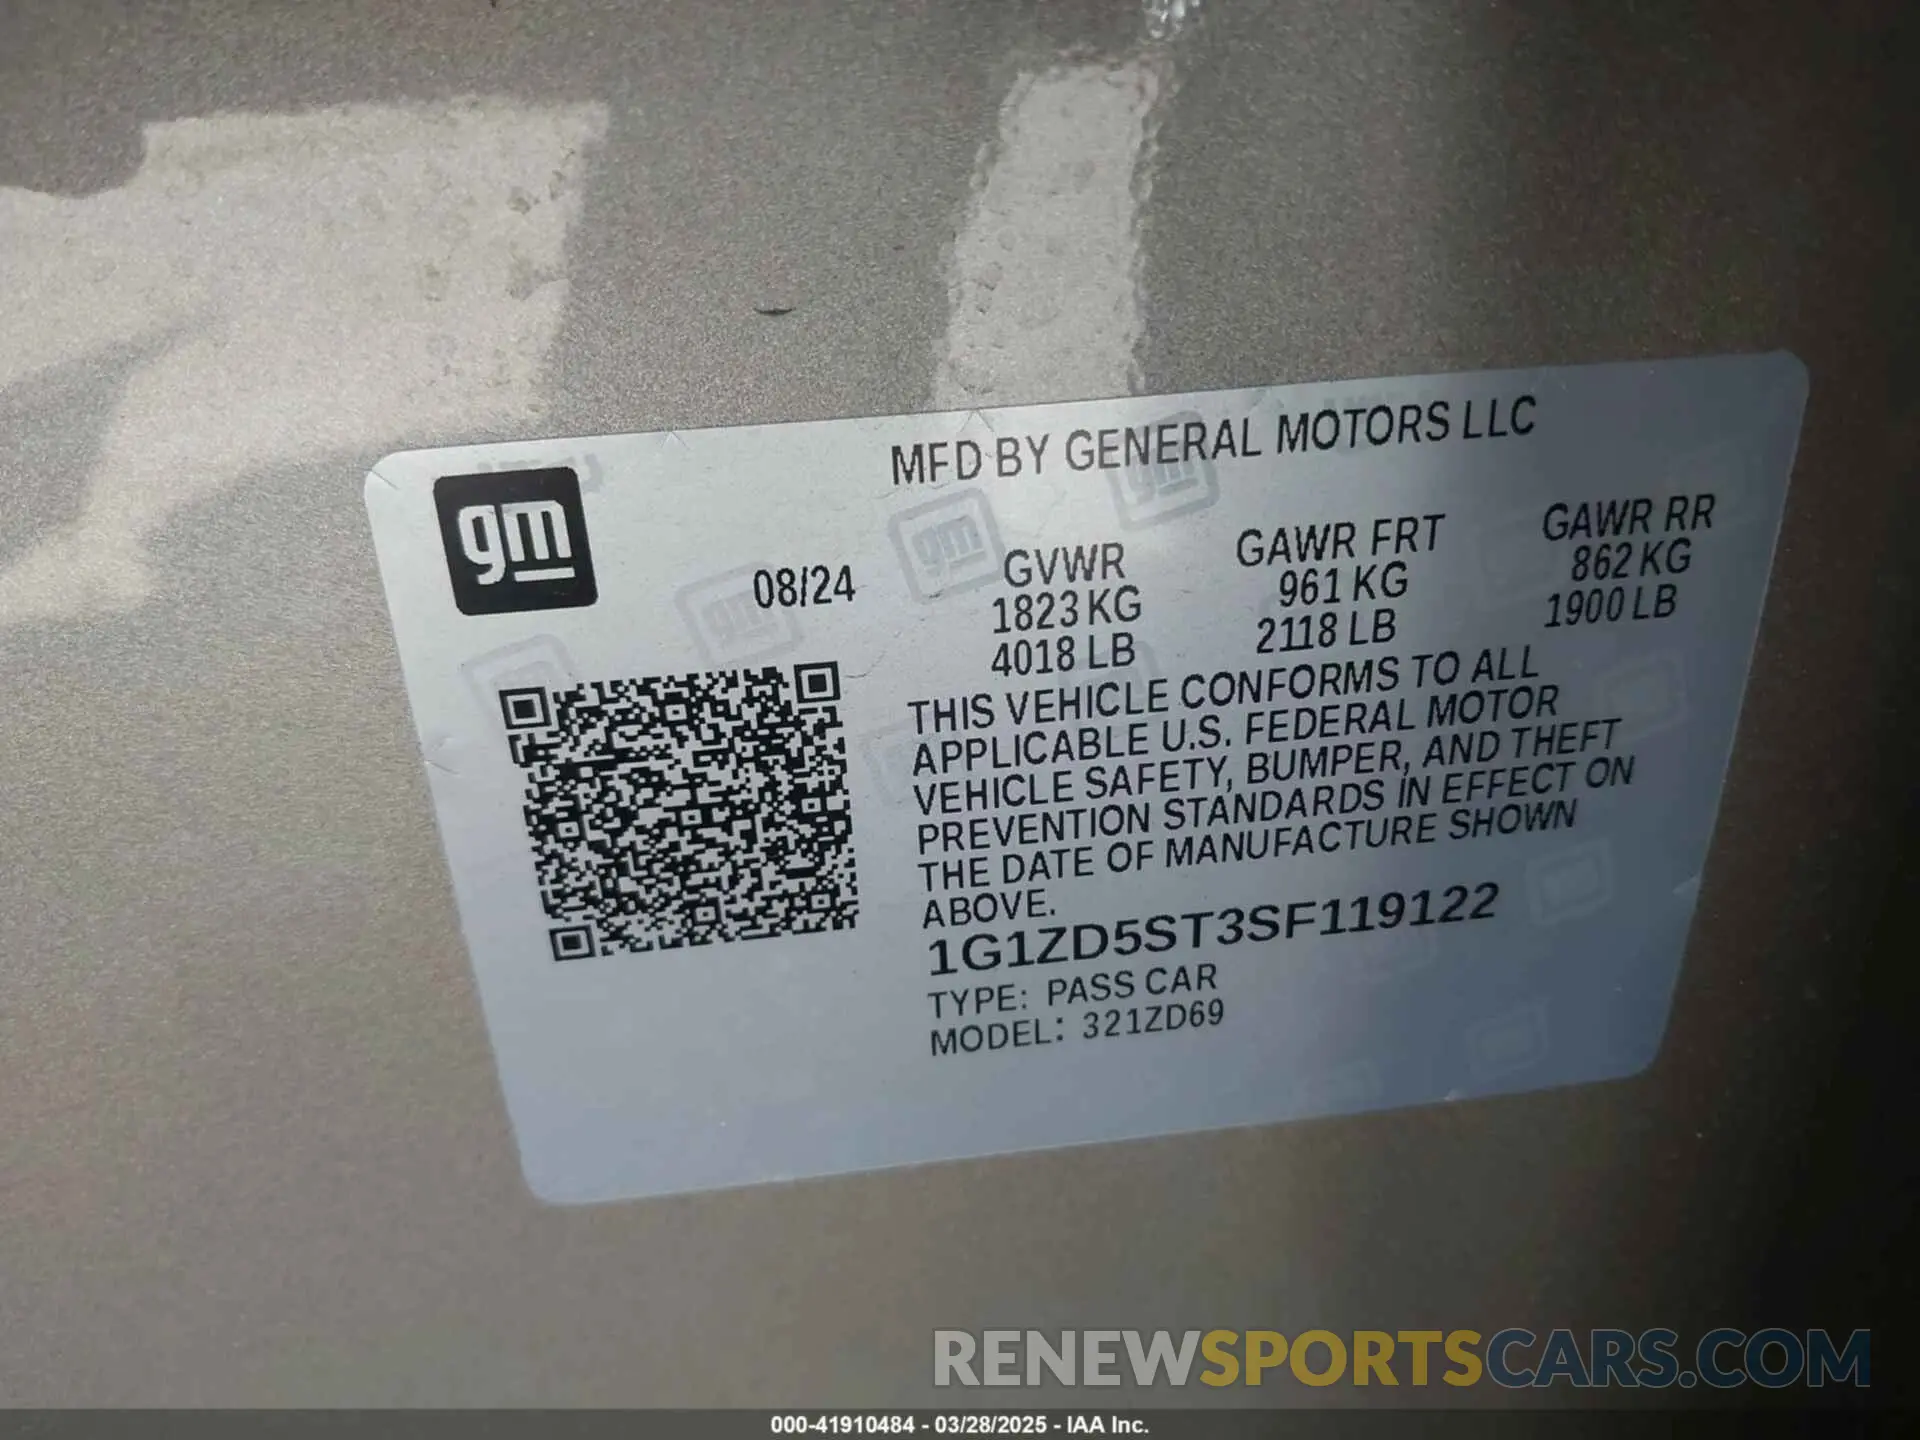 MFD BY GENERAL MOTORS LLC
gm
08/24
GVWR GAWR FRT GAWR RR
1823 KG 961 KG 862 KG
4018 LB 2118 LB 1900 LB
THIS VEHICLE CONFORMS TO ALL
APPLICABLE U.S. FEDERAL MOTOR
VEHICLE SAFETY, BUMPER, AND THEFT
PREVENTION STANDARDS IN EFFECT ON
THE DATE OF MANUFACTURE SHOWN
ABOVE.
1G1ZD5ST3SF119122
TYPE: PASS CAR
MODEL: 321ZD69
RENEWSPORTSCARS.COM
000-41910484 - 03/28/2025 - IAA Inc.